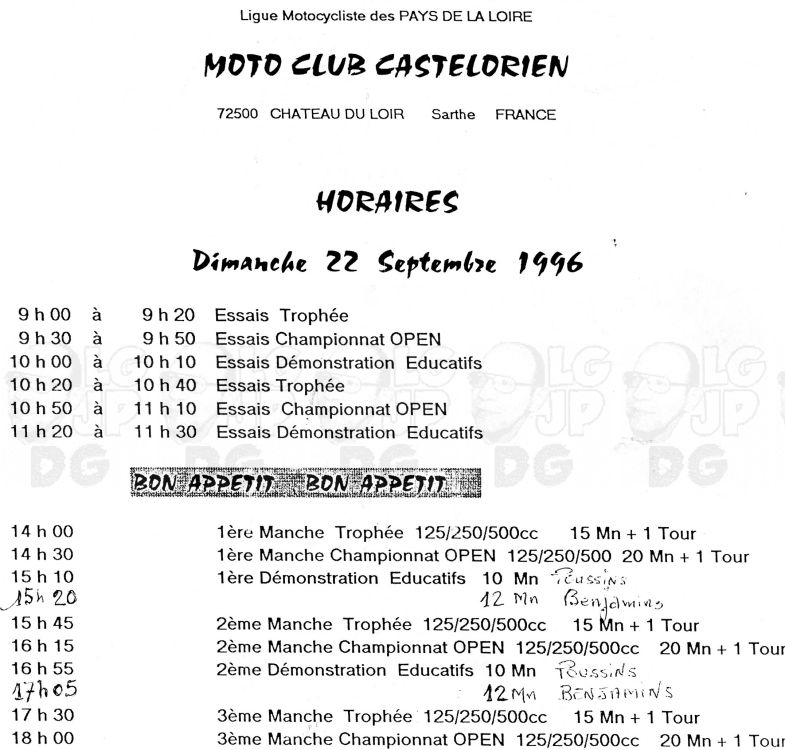 Ligue Motocycliste des PAYS DE LA LOIRE
MOTO CLUB CASTELORIEN
72500 CHATEAU DU LOIR Sarthe FRANCE
HORAIRES
Dimanche 22 Septembre 1996
9 h 00 à 9 h 20 Essais Trophée
9 h 30 à 9 h 50 Essais Championnat OPEN
10 h 00 à 10 h 10 Essais Démonstration Educatifs
10 h 20 à 10 h 40 Essais Trophée
10 h 50 à 11 h 10 Essais Championnat OPEN
11 h 20 à 11 h 30 Essais Démonstration Educatifs
LG JP DG
BON APPETIT BON APPETIT
14 h 00 1ère Manche Trophée 125/250/500cc 15 Mn + 1 Tour
14 h 30 1ère Manche Championnat OPEN 125/250/500 20 Mn + 1 Tour
15 h 10 1ère Démonstration Educatifs 10 Mn Poussins
15h 20 12 Mn Benjamins
15 h 45 2ème Manche Trophée 125/250/500cc 15 Mn + 1 Tour
16 h 15 2ème Manche Championnat OPEN 125/250/500cc 20 Mn + 1 Tour
16 h 55 2ème Démonstration Educatifs 10 Mn Poussins
17h05 12 Mn BENJAMINS
17 h 30 3ème Manche Trophée 125/250/500cc 15 Mn + 1 Tour
18 h 00 3ème Manche Championnat OPEN 125/250/500cc 20 Mn + 1 Tour